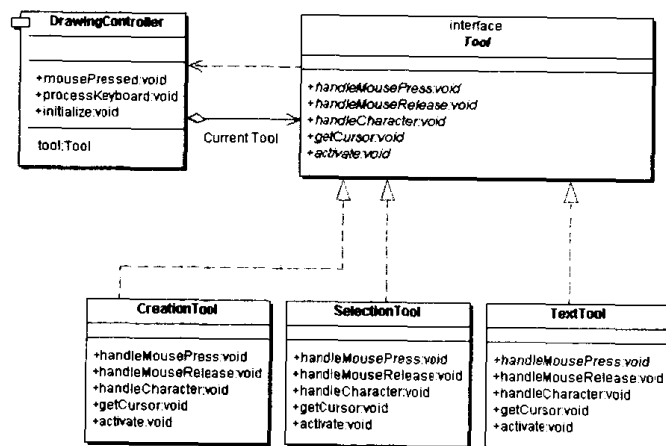 DrawingController
+mousePressed:void
+processKeyboard:void
+initialize:void
tool:Tool
Current Tool
interface
Tool
+handleMousePress:void
+handleMouseRelease:void
+handleCharacter:void
+getCursor:void
+activate:void
CreationTool
+handleMousePress:void
+handleMouseRelease:void
+handleCharacter:void
+getCursor:void
+activate:void
SelectionTool
+handleMousePress:void
+handleMouseRelease:void
+handleCharacter:void
+getCursor:void
+activate:void
TextTool
+handleMousePress:void
+handleMouseRelease:void
+handleCharacter:void
+getCursor:void
+activate:void